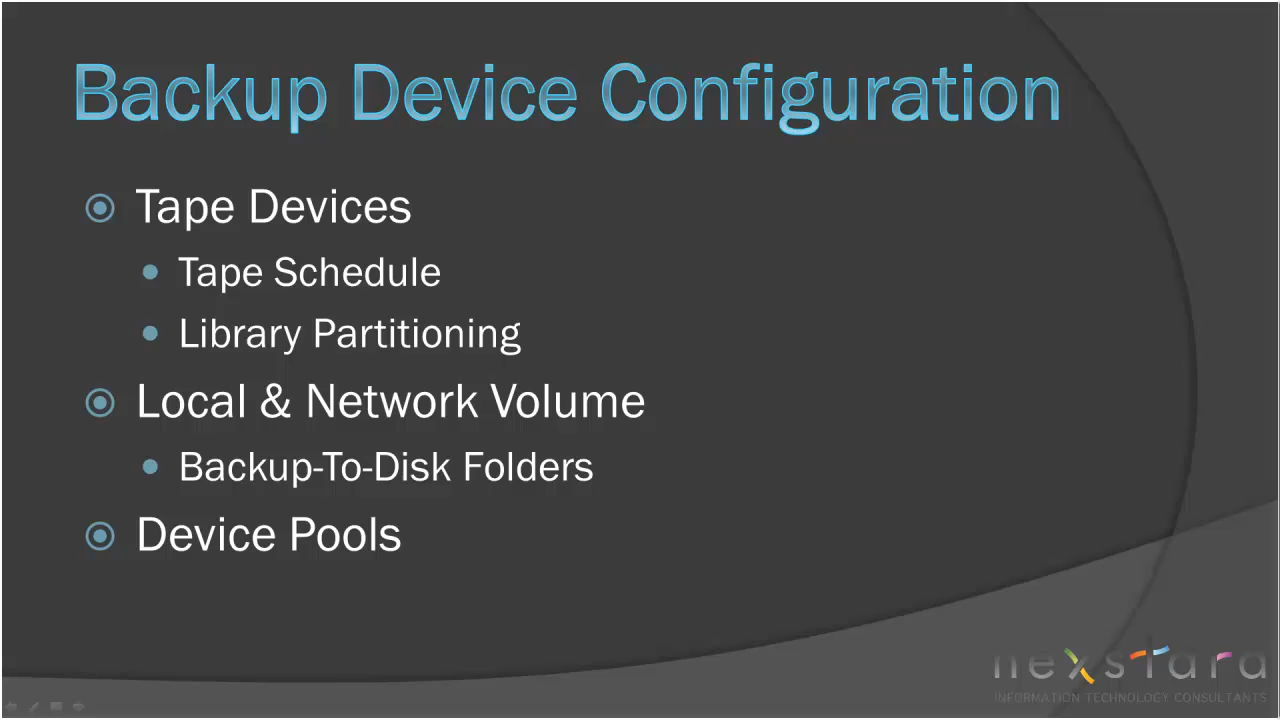 Backup Device Configuration
Tape Devices
Tape Schedule
Library Partitioning
Local & Network Volume
Backup-To-Disk Folders
Device Pools
nexstara
INFORMATION TECHNOLOGY CONSULTANTS